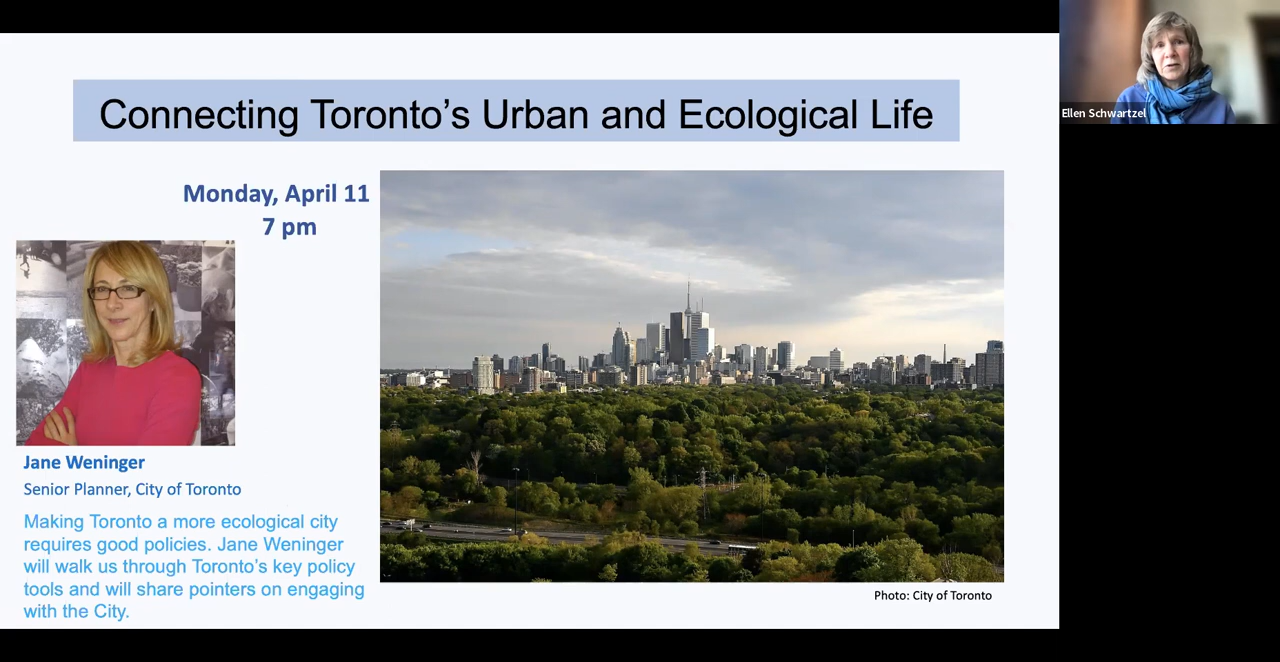 Connecting Toronto’s Urban and Ecological Life
Monday, April 11
7 pm
Jane Weninger
Senior Planner, City of Toronto
Making Toronto a more ecological city
requires good policies. Jane Weninger
will walk us through Toronto’s key policy
tools and will share pointers on engaging
with the City.
Photo: City of Toronto
Ellen Schwartzel